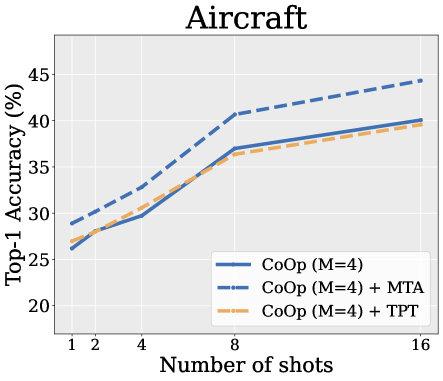 Aircraft
Top-1 Accuracy (%)
45
40
35
30
25
20
CoOp (M=4)
CoOp (M=4) + MTA
CoOp (M=4) + TPT
1 2 4 8 16
Number of shots